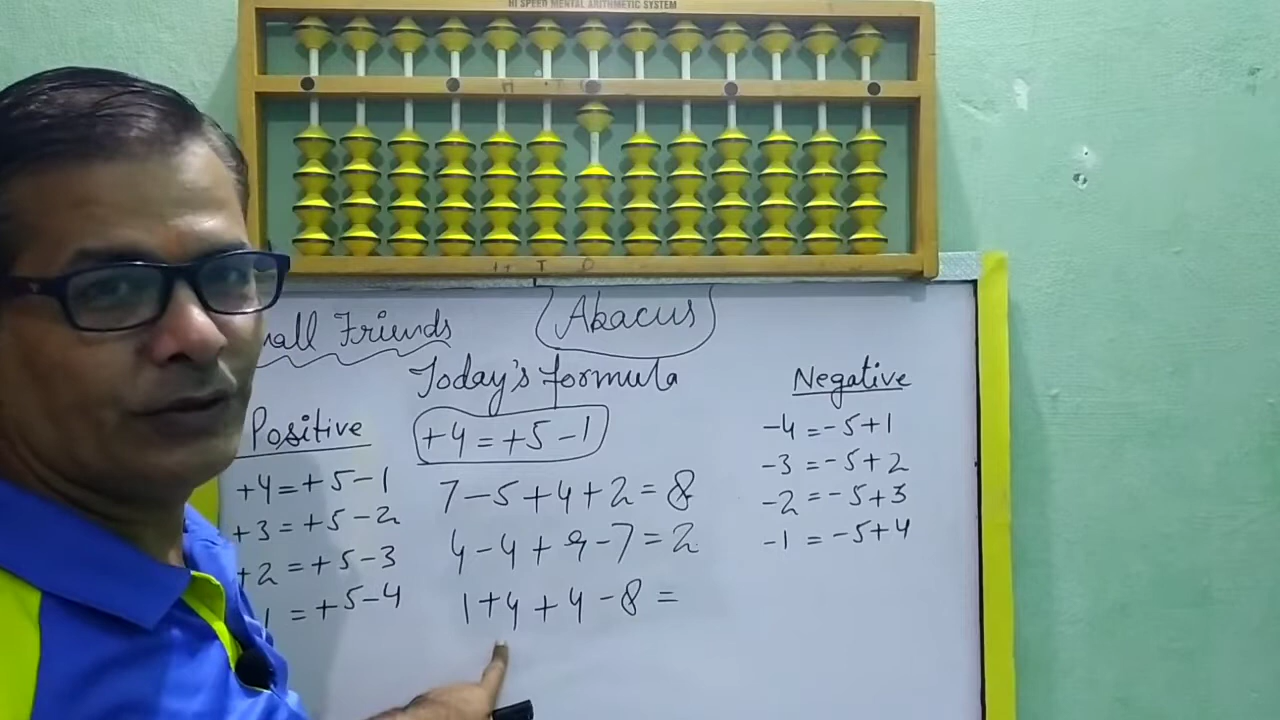 HI SPEED MENTAL ARITHMETIC SYSTEM
H T
H T O
Friends
Abacus
Today's formula
+4=+5-1
Positive
+4=+5-1
+3=+5-2
+2=+5-3
1=+5-4
7-5+4+2=8
4-4+9-7=2
1+4+4-8=
Negative
-4=-5+1
-3=-5+2
-2=-5+3
-1=-5+4